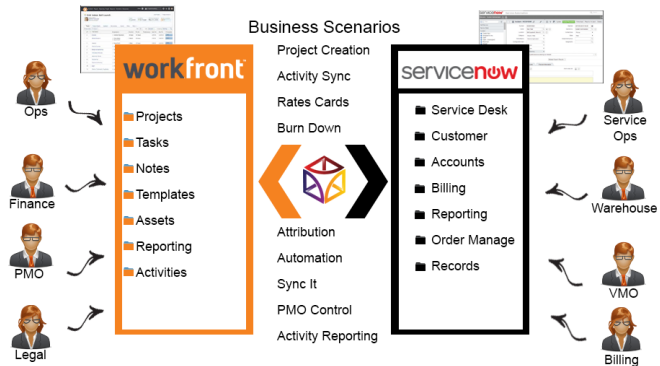 Business Scenarios
Project Creation
Activity Sync
Rates Cards
Burn Down
Attribution
Automation
Sync It
PMO Control
Activity Reporting
workfront
Projects
Tasks
Notes
Templates
Assets
Reporting
Activities
servicenow
Service Desk
Customer
Accounts
Billing
Reporting
Order Manage
Records
Ops
Finance
PMO
Legal
Service
Ops
Warehouse
VMO
Billing